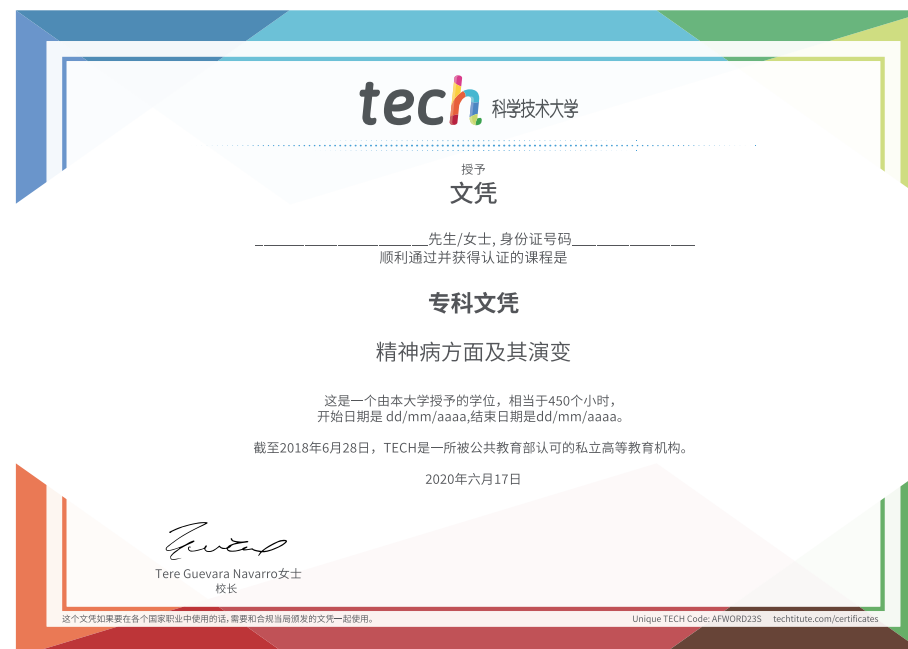 tech 科学技术大学
授予
文凭
______________________先生/女士, 身份证号码________________
顺利通过并获得认证的课程是
专科文凭
精神病方面及其演变
这是一个由本大学授予的学位，相当于450个小时，
开始日期是 dd/mm/aaaa,结束日期是dd/mm/aaaa。
截至2018年6月28日，TECH是一所被公共教育部认可的私立高等教育机构。
2020年六月17日
Tere Guevara Navarro女士
校长
这个文凭如果要在各个国家职业中使用的话,需要和合规当局颁发的文凭一起使用。
Unique TECH Code: AFWORD23S techtitute.com/certificates